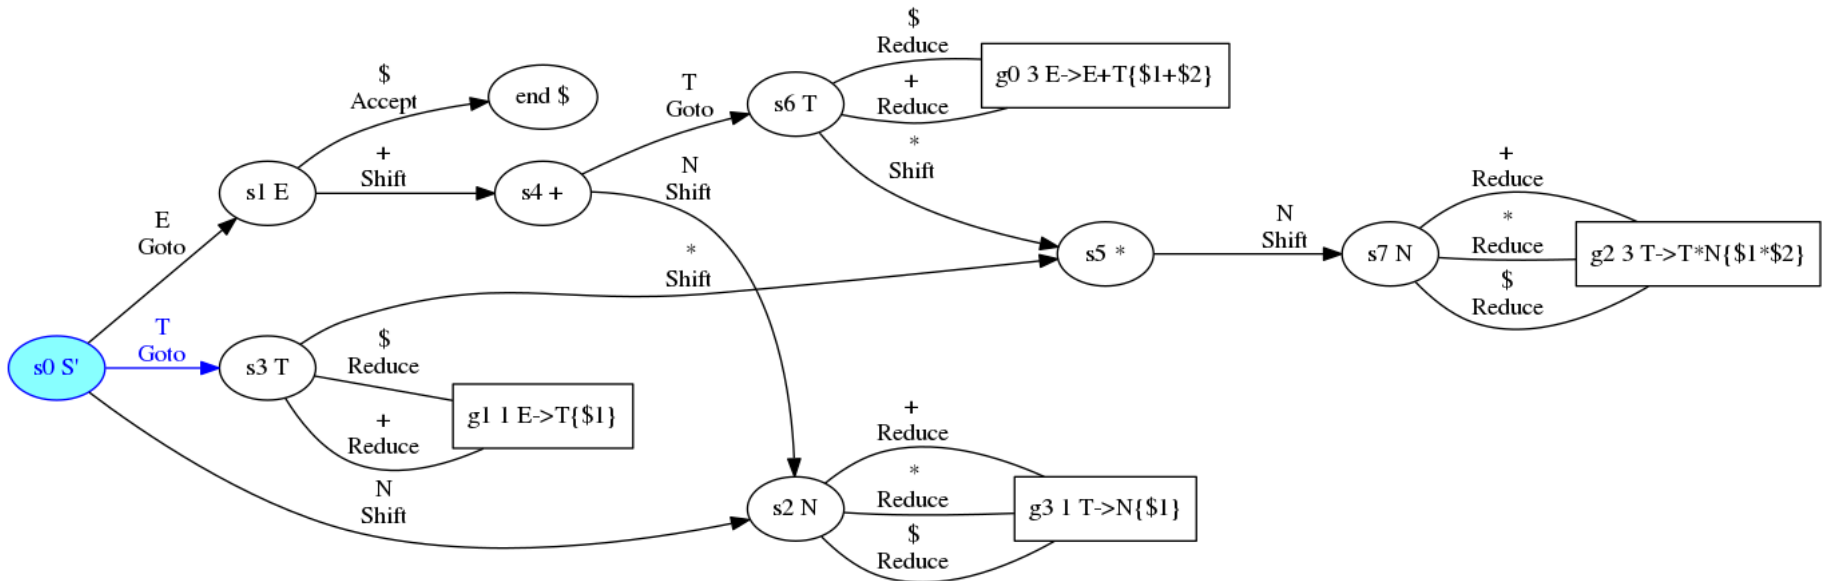 $
Reduce
g0 3 E->E+T{$1+$2}
+
Reduce
$
Accept
end $
T
Goto
s6 T
*
Shift
+
Shift
s1 E
s4 +
N
Shift
E
Goto
*
Shift
s5 *
N
Shift
s7 N
+
Reduce
*
Reduce
$
Reduce
g2 3 T->T*N{$1*$2}
s0 S'
T
Goto
s3 T
$
Reduce
g1 1 E->T{$1}
+
Reduce
N
Shift
s2 N
+
Reduce
*
Reduce
$
Reduce
g3 1 T->N{$1}